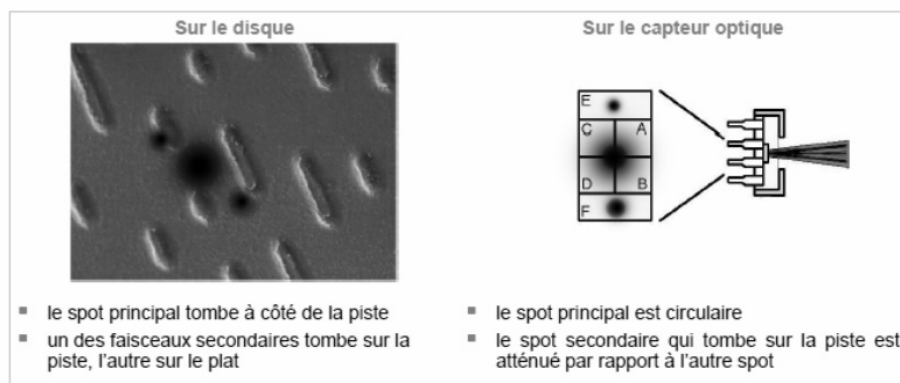 Sur le disque
Sur le capteur optique
E
C A
D B
F
▪ le spot principal tombe à côté de la piste
▪ un des faisceaux secondaires tombe sur la
piste, l'autre sur le plat
▪ le spot principal est circulaire
▪ le spot secondaire qui tombe sur la piste est
atténué par rapport à l'autre spot